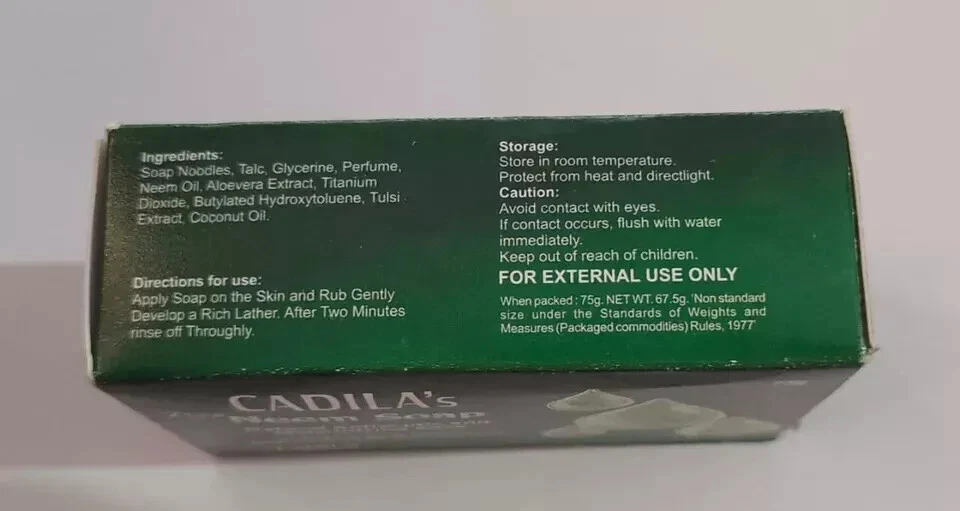 Ingredients:
Soap Noodles, Talc, Glycerine, Perfume,
Neem Oil, Aloevera Extract, Titanium
Dioxide, Butylated Hydroxytoluene, Tulsi
Extract, Coconut Oil.
Directions for use:
Apply Soap on the Skin and Rub Gently
Develop a Rich Lather. After Two Minutes
rinse off Throughly.
Storage:
Store in room temperature.
Protect from heat and directlight.
Caution:
Avoid contact with eyes.
If contact occurs, flush with water
immediately.
Keep out of reach of children.
FOR EXTERNAL USE ONLY
When packed : 75g. NET WT. 67.5g. 'Non standard
size under the Standards of Weights and
Measures (Packaged commodities) Rules, 1977'
CADILA's
Neem Soap